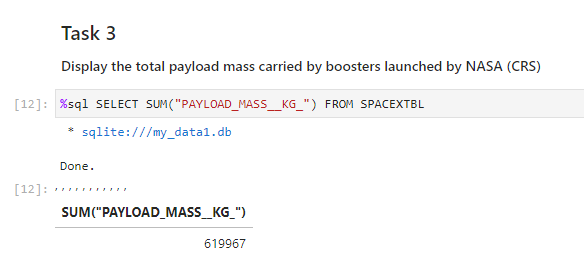 Task 3
Display the total payload mass carried by boosters launched by NASA (CRS)
[12]: %sql SELECT SUM("PAYLOAD_MASS__KG_") FROM SPACEXTBL
* sqlite:///my_data1.db
Done.
[12]: ,,,,,,,,,,,
SUM("PAYLOAD_MASS__KG_")
619967